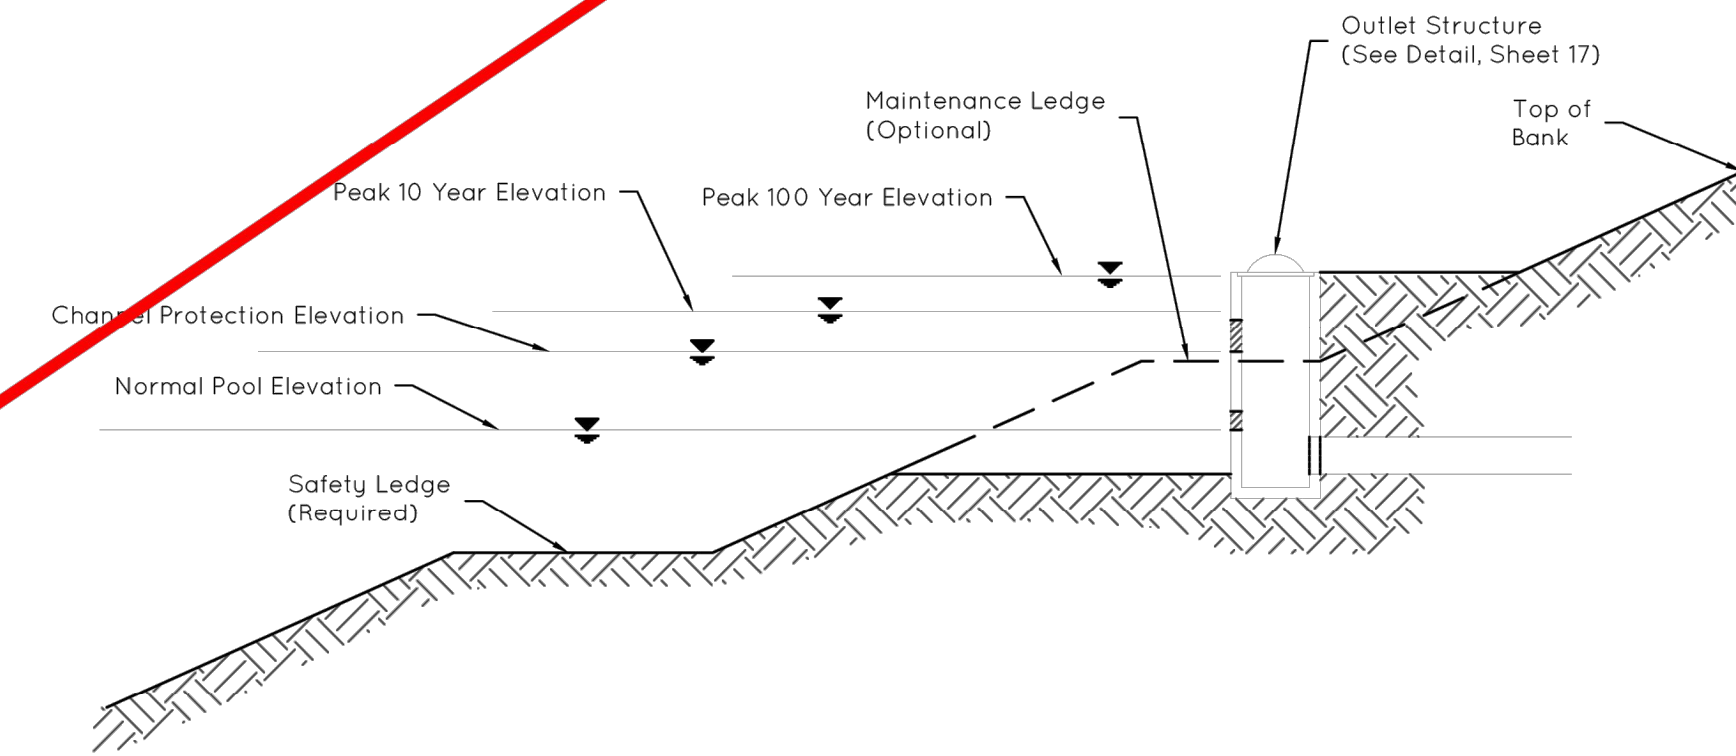 Outlet Structure
(See Detail, Sheet 17)
Maintenance Ledge
(Optional)
Top of
Bank
Peak 10 Year Elevation
Peak 100 Year Elevation
Channel Protection Elevation
Normal Pool Elevation
Safety Ledge
(Required)